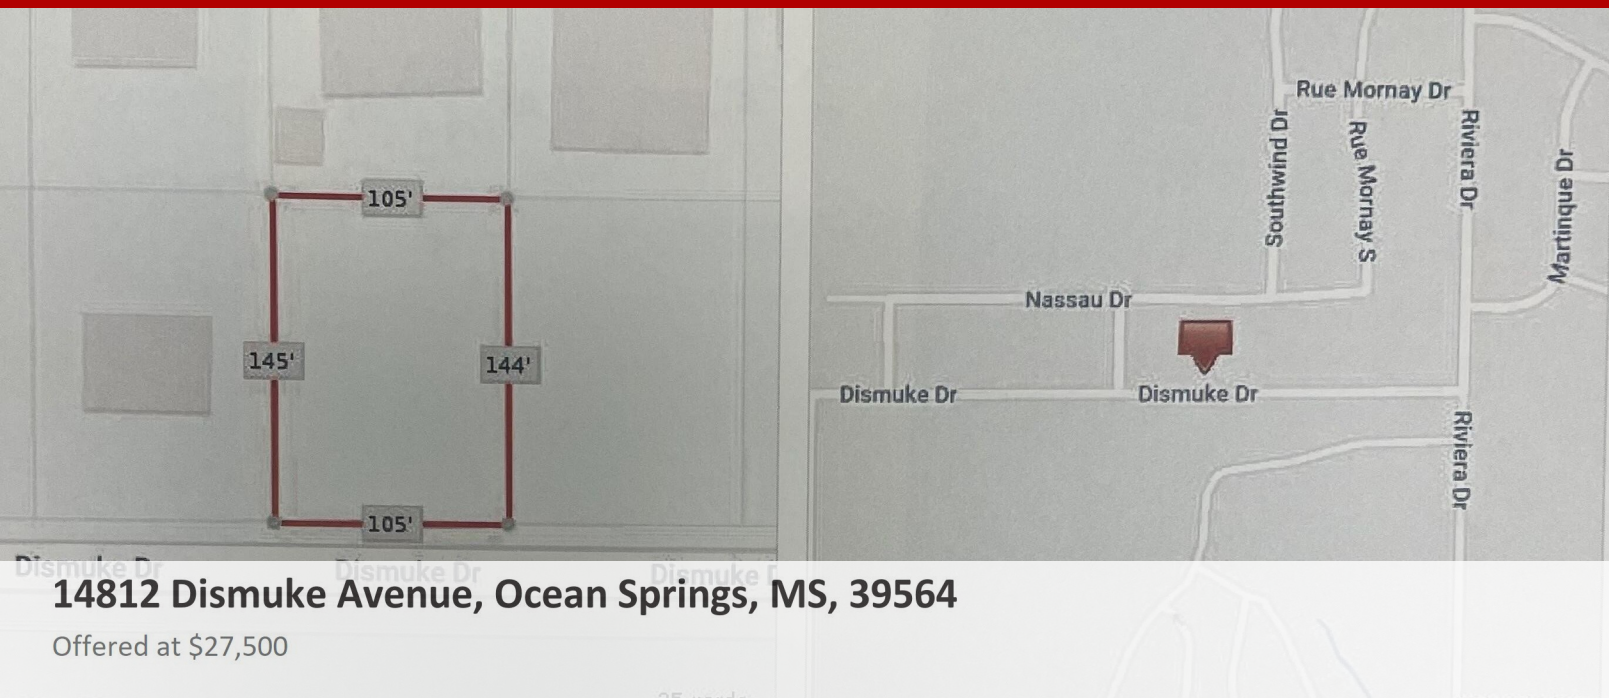 105'
145'
144'
105'
Dismuke Dr
Dismuke Dr
Dismuke
Rue Mornay Dr
Southwind Dr
Rue Mornay S
Riviera Dr
Martinque Dr
Nassau Dr
Dismuke Dr
Dismuke Dr
Riviera Dr
14812 Dismuke Avenue, Ocean Springs, MS, 39564
Offered at $27,500